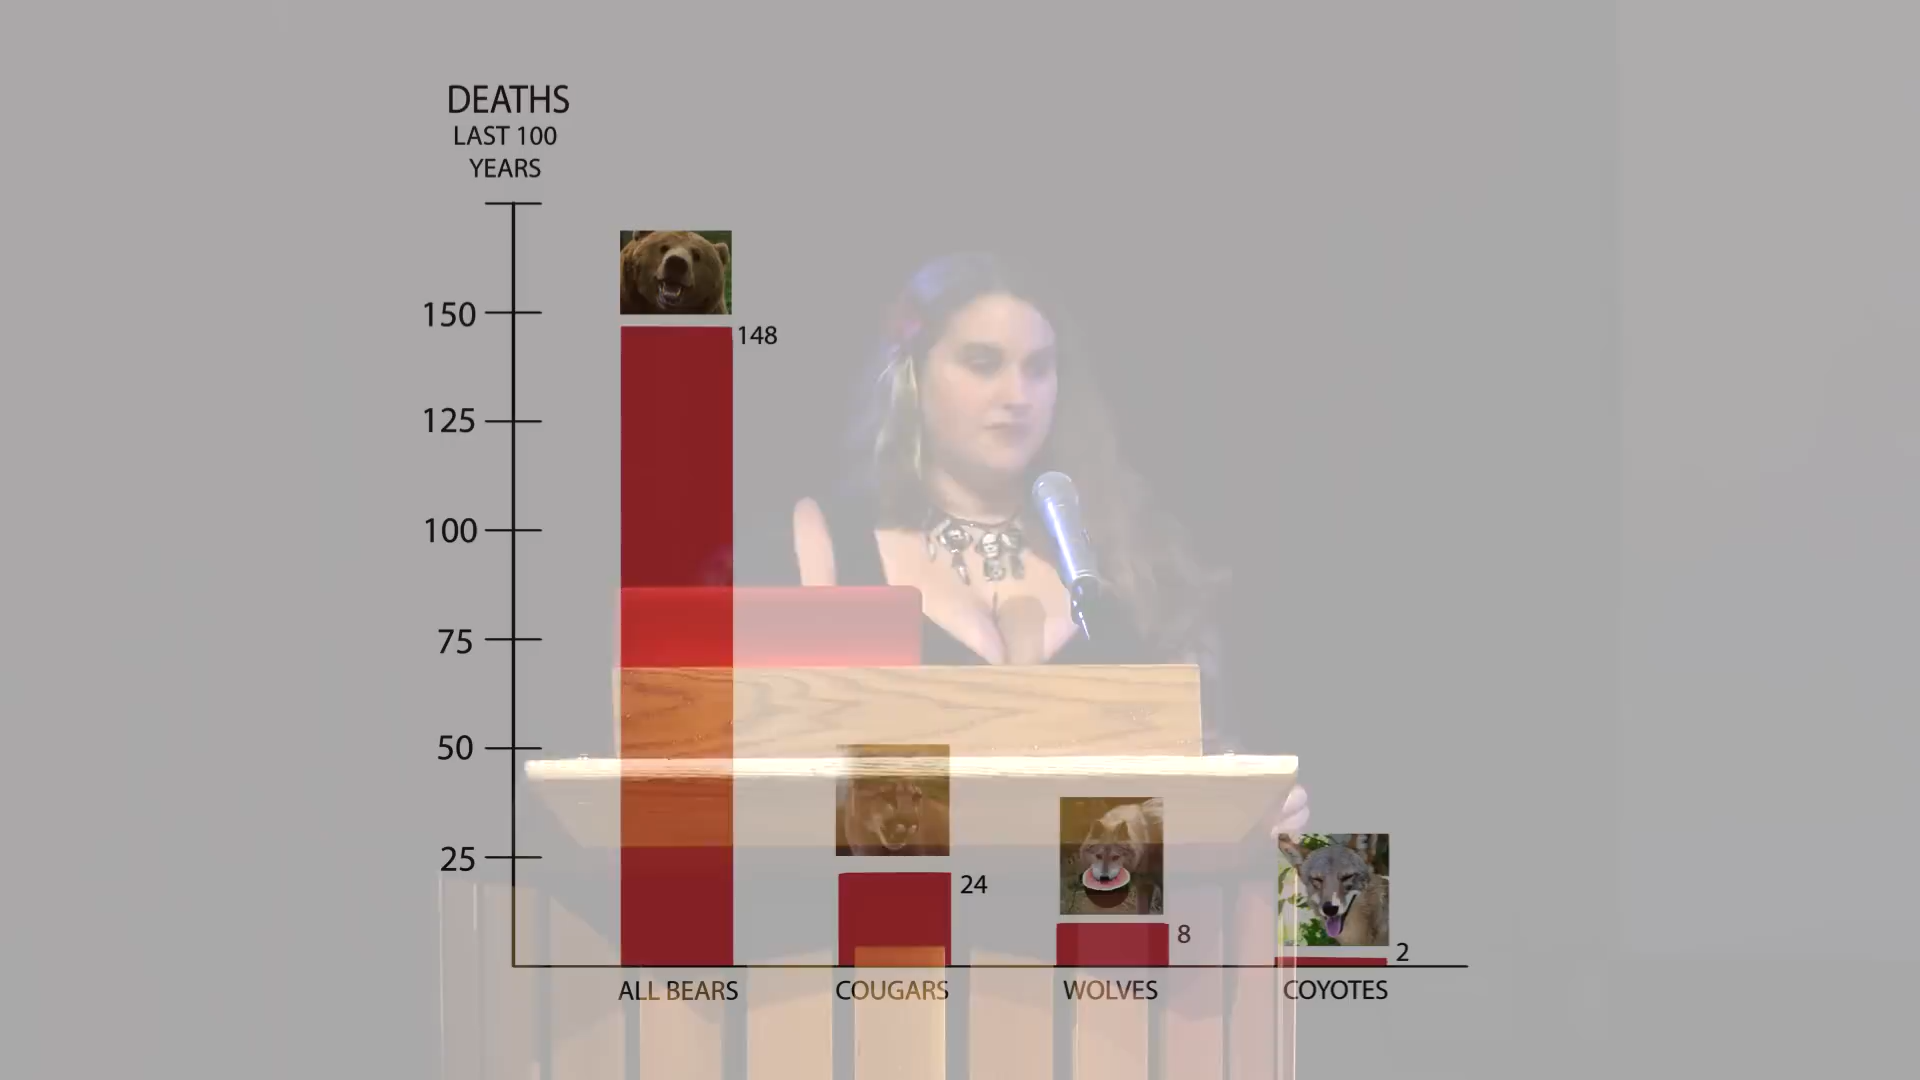 DEATHS
LAST 100
YEARS
150
125
100
75
50
25
148
24
8
2
ALL BEARS
COUGARS
WOLVES
COYOTES